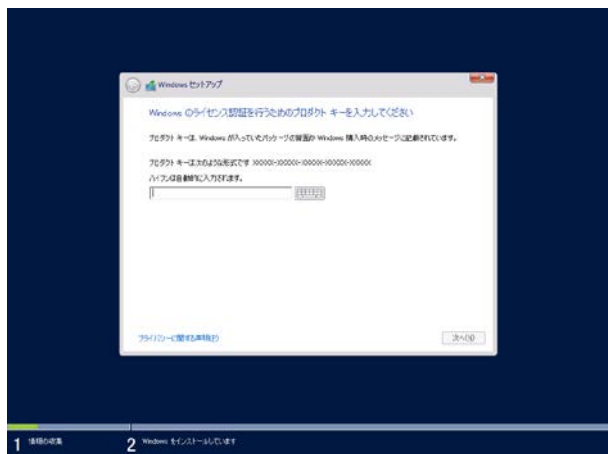 Windows セットアップ
Windows のライセンス認証を行うためのプロダクト キーを入力してください
プロダクト キーは、Windows が入っていたパッケージの背面か Windows 購入時のメッセージに記載されています。
プロダクト キーは次のような形式です XXXXX-XXXXX-XXXXX-XXXXX-XXXXX
ハイフンは自動的に入力されます。
プライバシーに関する声明(P)
次へ(N)
1 情報の収集
2 Windows をインストールしています